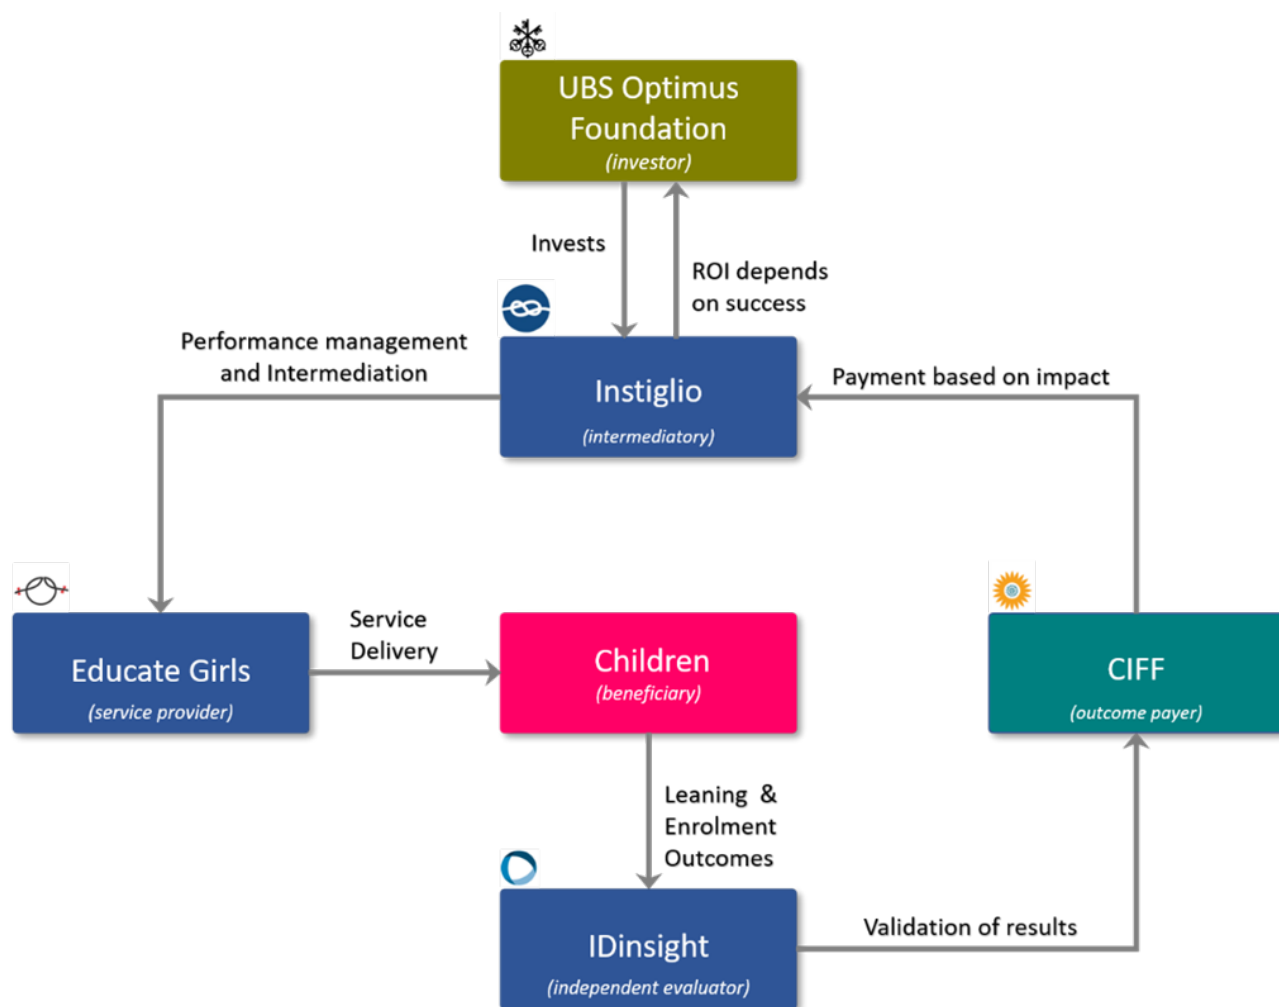 UBS Optimus
Foundation
(investor)
Invests
ROI depends
on success
Performance management
and Intermediation
Instiglio
(intermediatory)
Payment based on impact
Educate Girls
(service provider)
Service
Delivery
Children
(beneficiary)
CIFF
(outcome payer)
Leaning &
Enrolment
Outcomes
IDinsight
(independent evaluator)
Validation of results